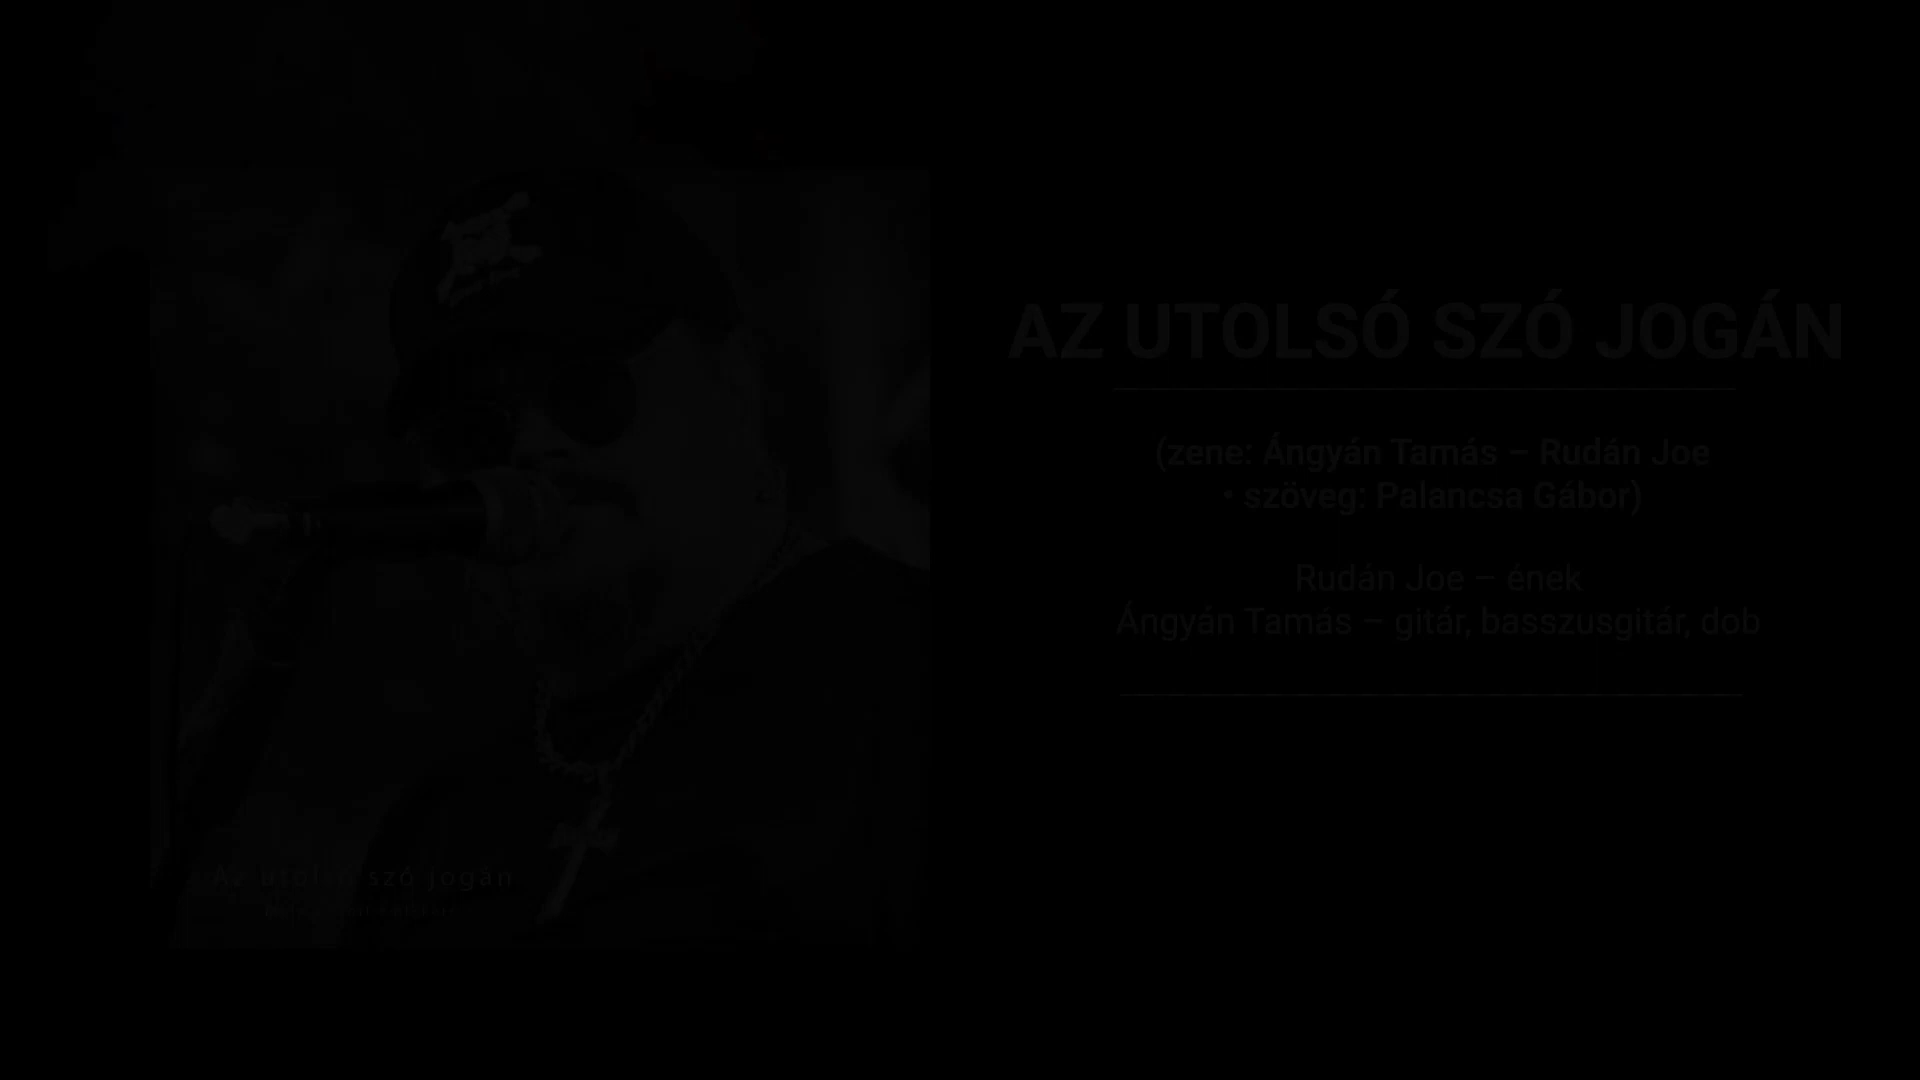 AZ UTOLSÓ SZÓ JOGÁN
(zene: Ángyán Tamás – Rudán Joe
• szöveg: Palancsa Gábor)
Rudán Joe – ének
Ángyán Tamás – gitár, basszusgitár, dob
Az utolsó szó jogán